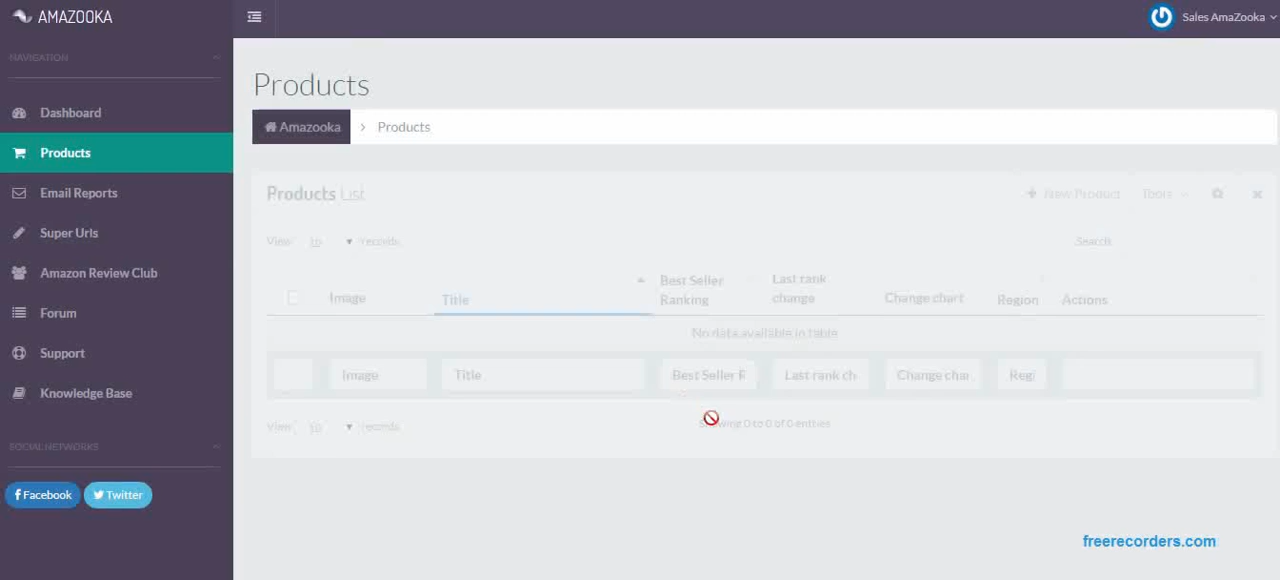 AMAZOOKA
Sales AmaZooka
NAVIGATION
Dashboard
Products
Email Reports
Super Urls
Amazon Review Club
Forum
Support
Knowledge Base
SOCIAL NETWORKS
Facebook
Twitter
Products
Amazooka
Products
Products List
New Product
Tools
View 10 records
Search
Image
Title
Best Seller
Ranking
Last rank
change
Change chart
Region
Actions
No data available in table
Image
Title
Best Seller R
Last rank ch
Change char
Regi
View 10 records
Showing 0 to 0 of 0 entries
freerecorders.com